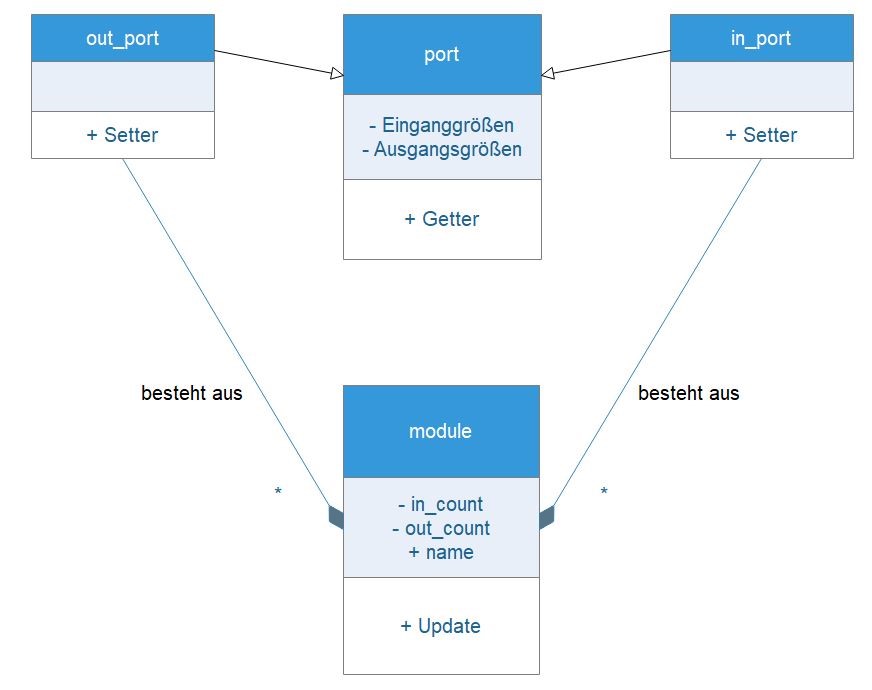 out_port
+ Setter
port
- Einganggrößen
- Ausgangsgrößen
+ Getter
in_port
+ Setter
besteht aus
besteht aus
*
*
module
- in_count
- out_count
+ name
+ Update